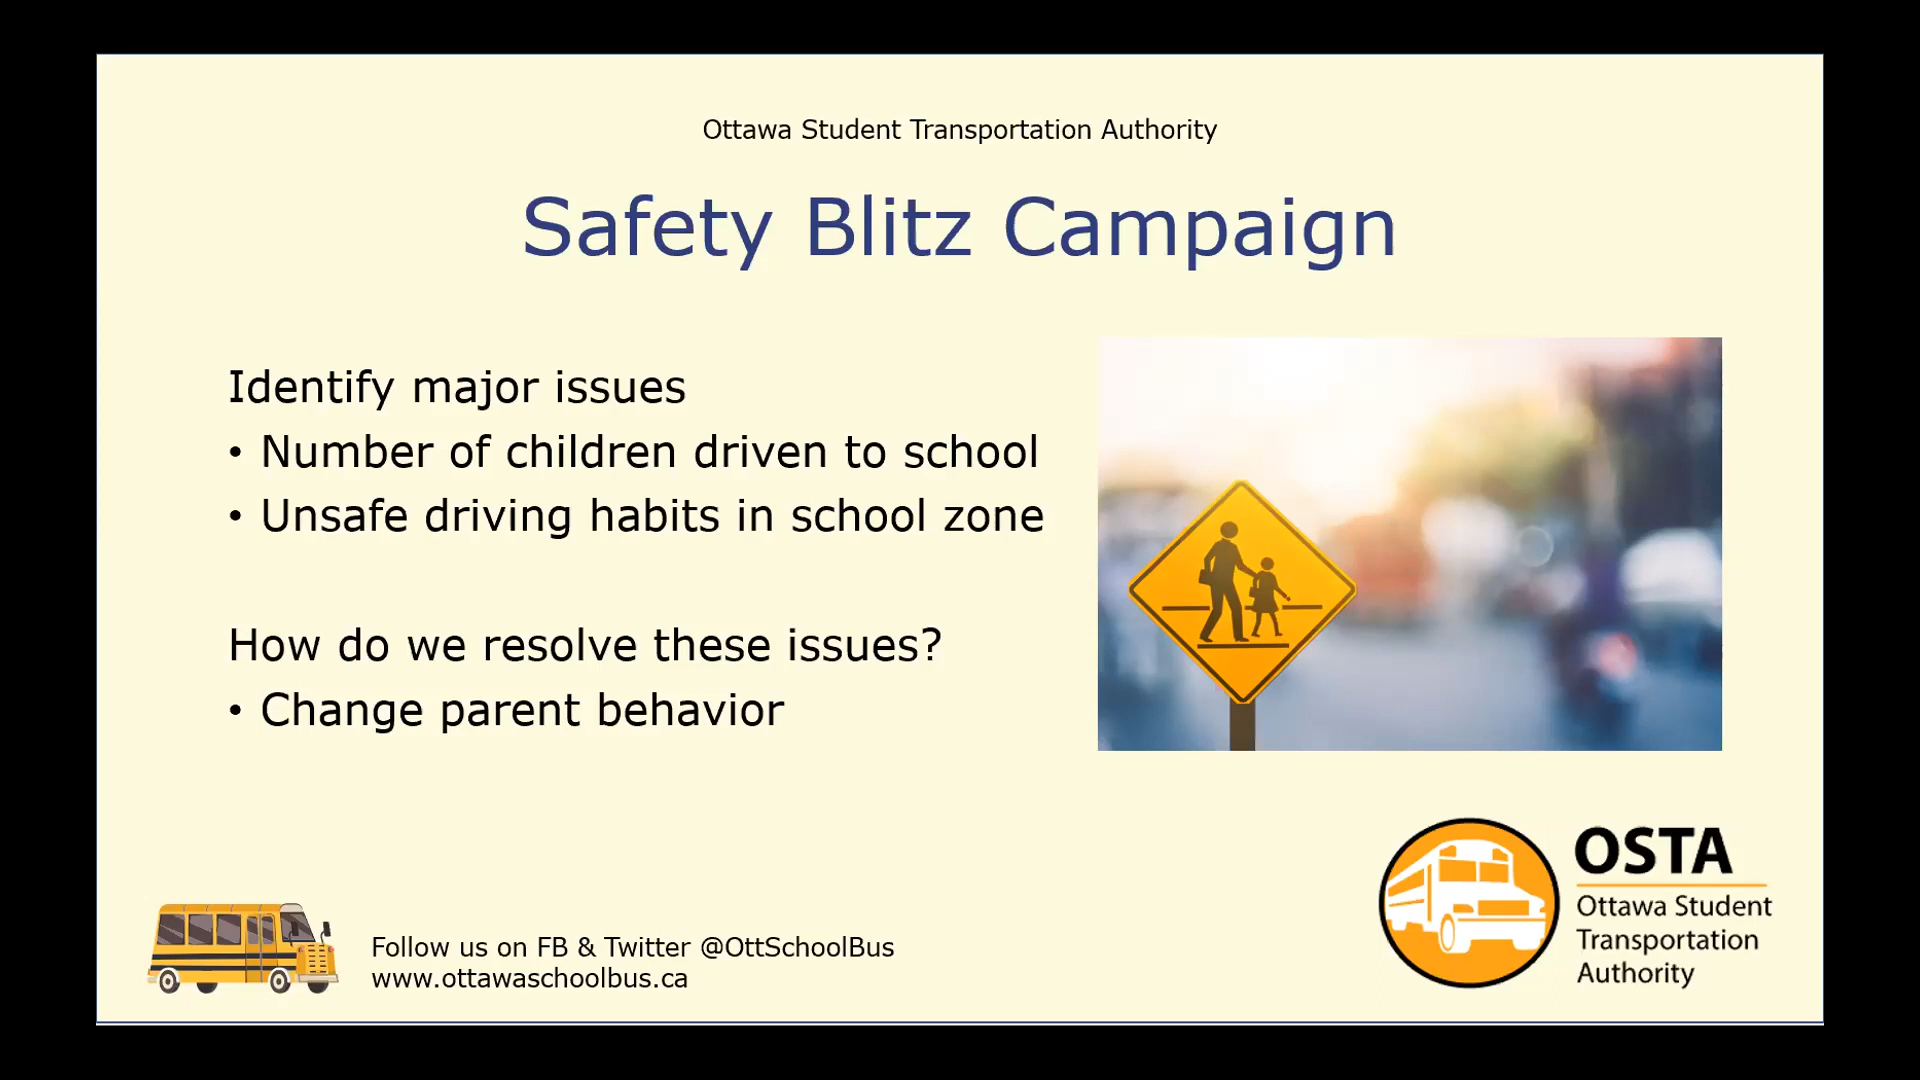 Ottawa Student Transportation Authority
Safety Blitz Campaign
Identify major issues
• Number of children driven to school
• Unsafe driving habits in school zone
How do we resolve these issues?
• Change parent behavior
Follow us on FB & Twitter @OttSchoolBus
www.ottawaschoolbus.ca
OSTA
Ottawa Student
Transportation
Authority